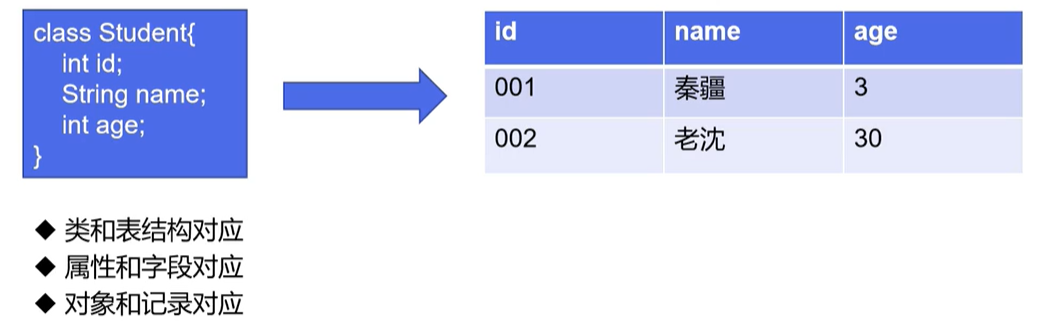 class Student{
int id;
String name;
int age;
}
id name age
001 秦疆 3
002 老沈 30
◆ 类和表结构对应
◆ 属性和字段对应
◆ 对象和记录对应